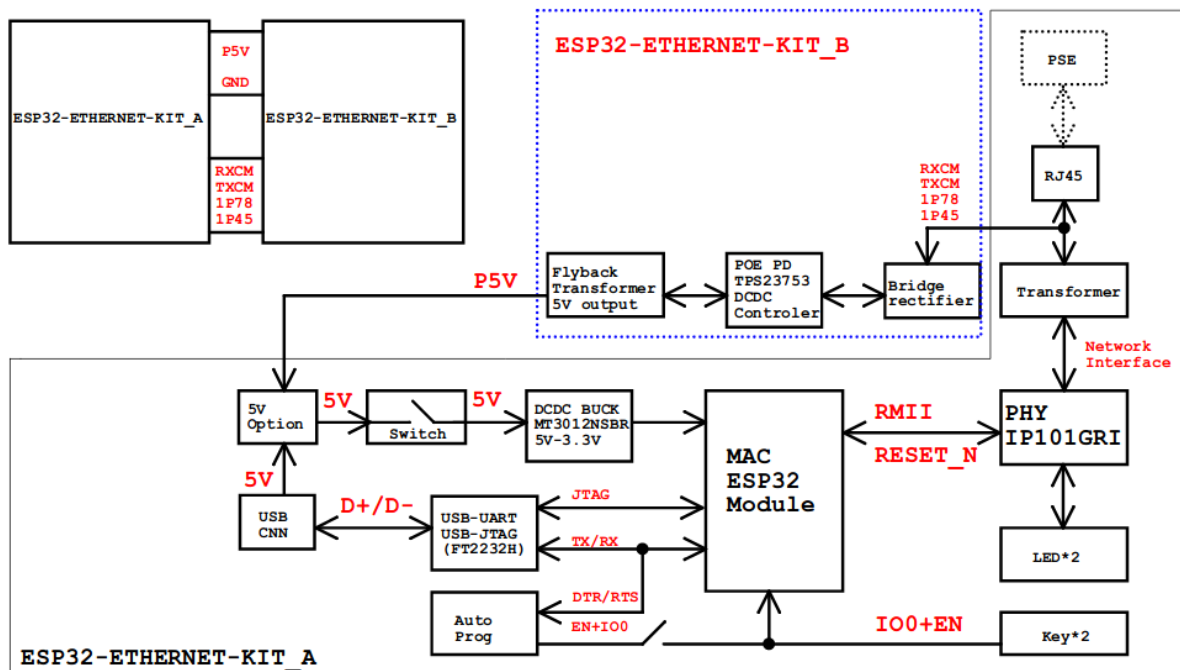 P5V
GND
ESP32-ETHERNET-KIT_A
ESP32-ETHERNET-KIT_B
RXCM
TXCM
1P78
1P45
ESP32-ETHERNET-KIT_B
PSE
RJ45
RXCM
TXCM
1P78
1P45
P5V
Flyback
Transformer
5V output
POE PD
TPS23753
DCDC
Controler
Bridge
rectifier
Transformer
Network
Interface
5V
Option
5V
Switch
5V
DCDC BUCK
MT3012NSBR
5V-3.3V
MAC
ESP32
Module
RMII
RESET_N
PHY
IP101GRI
5V
USB
CNN
D+/D-
USB-UART
USB-JTAG
(FT2232H)
JTAG
TX/RX
LED*2
DTR/RTS
Auto
Prog
EN+IO0
IO0+EN
Key*2
ESP32-ETHERNET-KIT_A